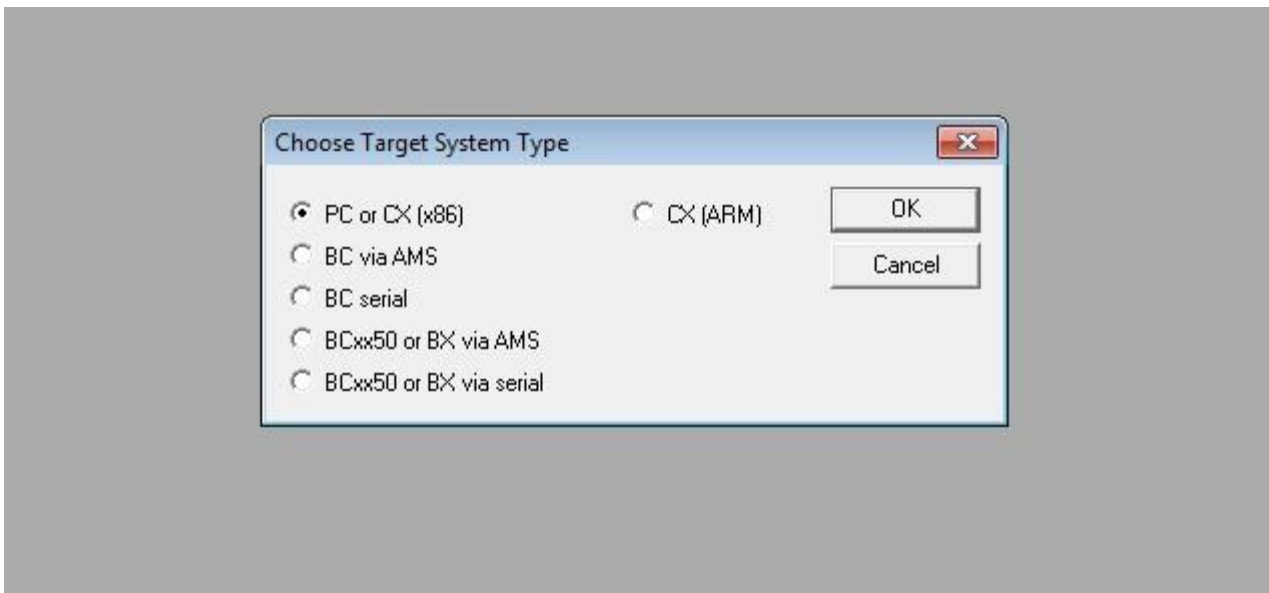 Choose Target System Type
PC or CX (x86)
CX (ARM)
OK
BC via AMS
Cancel
BC serial
BCxx50 or BX via AMS
BCxx50 or BX via serial